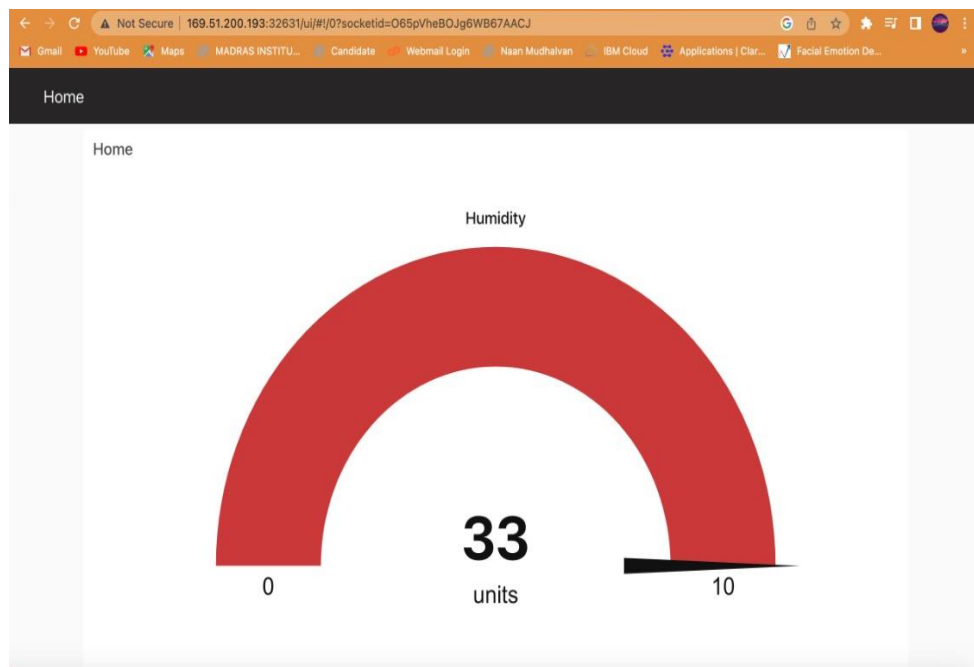 Not Secure 169.51.200.193:32631/ui/#!/0?socketid=O65pVheBOJg6WB67AACJ
Gmail YouTube Maps MADRAS INSTITU... Candidate Webmail Login Naan Mudhalvan IBM Cloud Applications | Clar... Facial Emotion De... »
Home
Home
Humidity
33
0 units 10